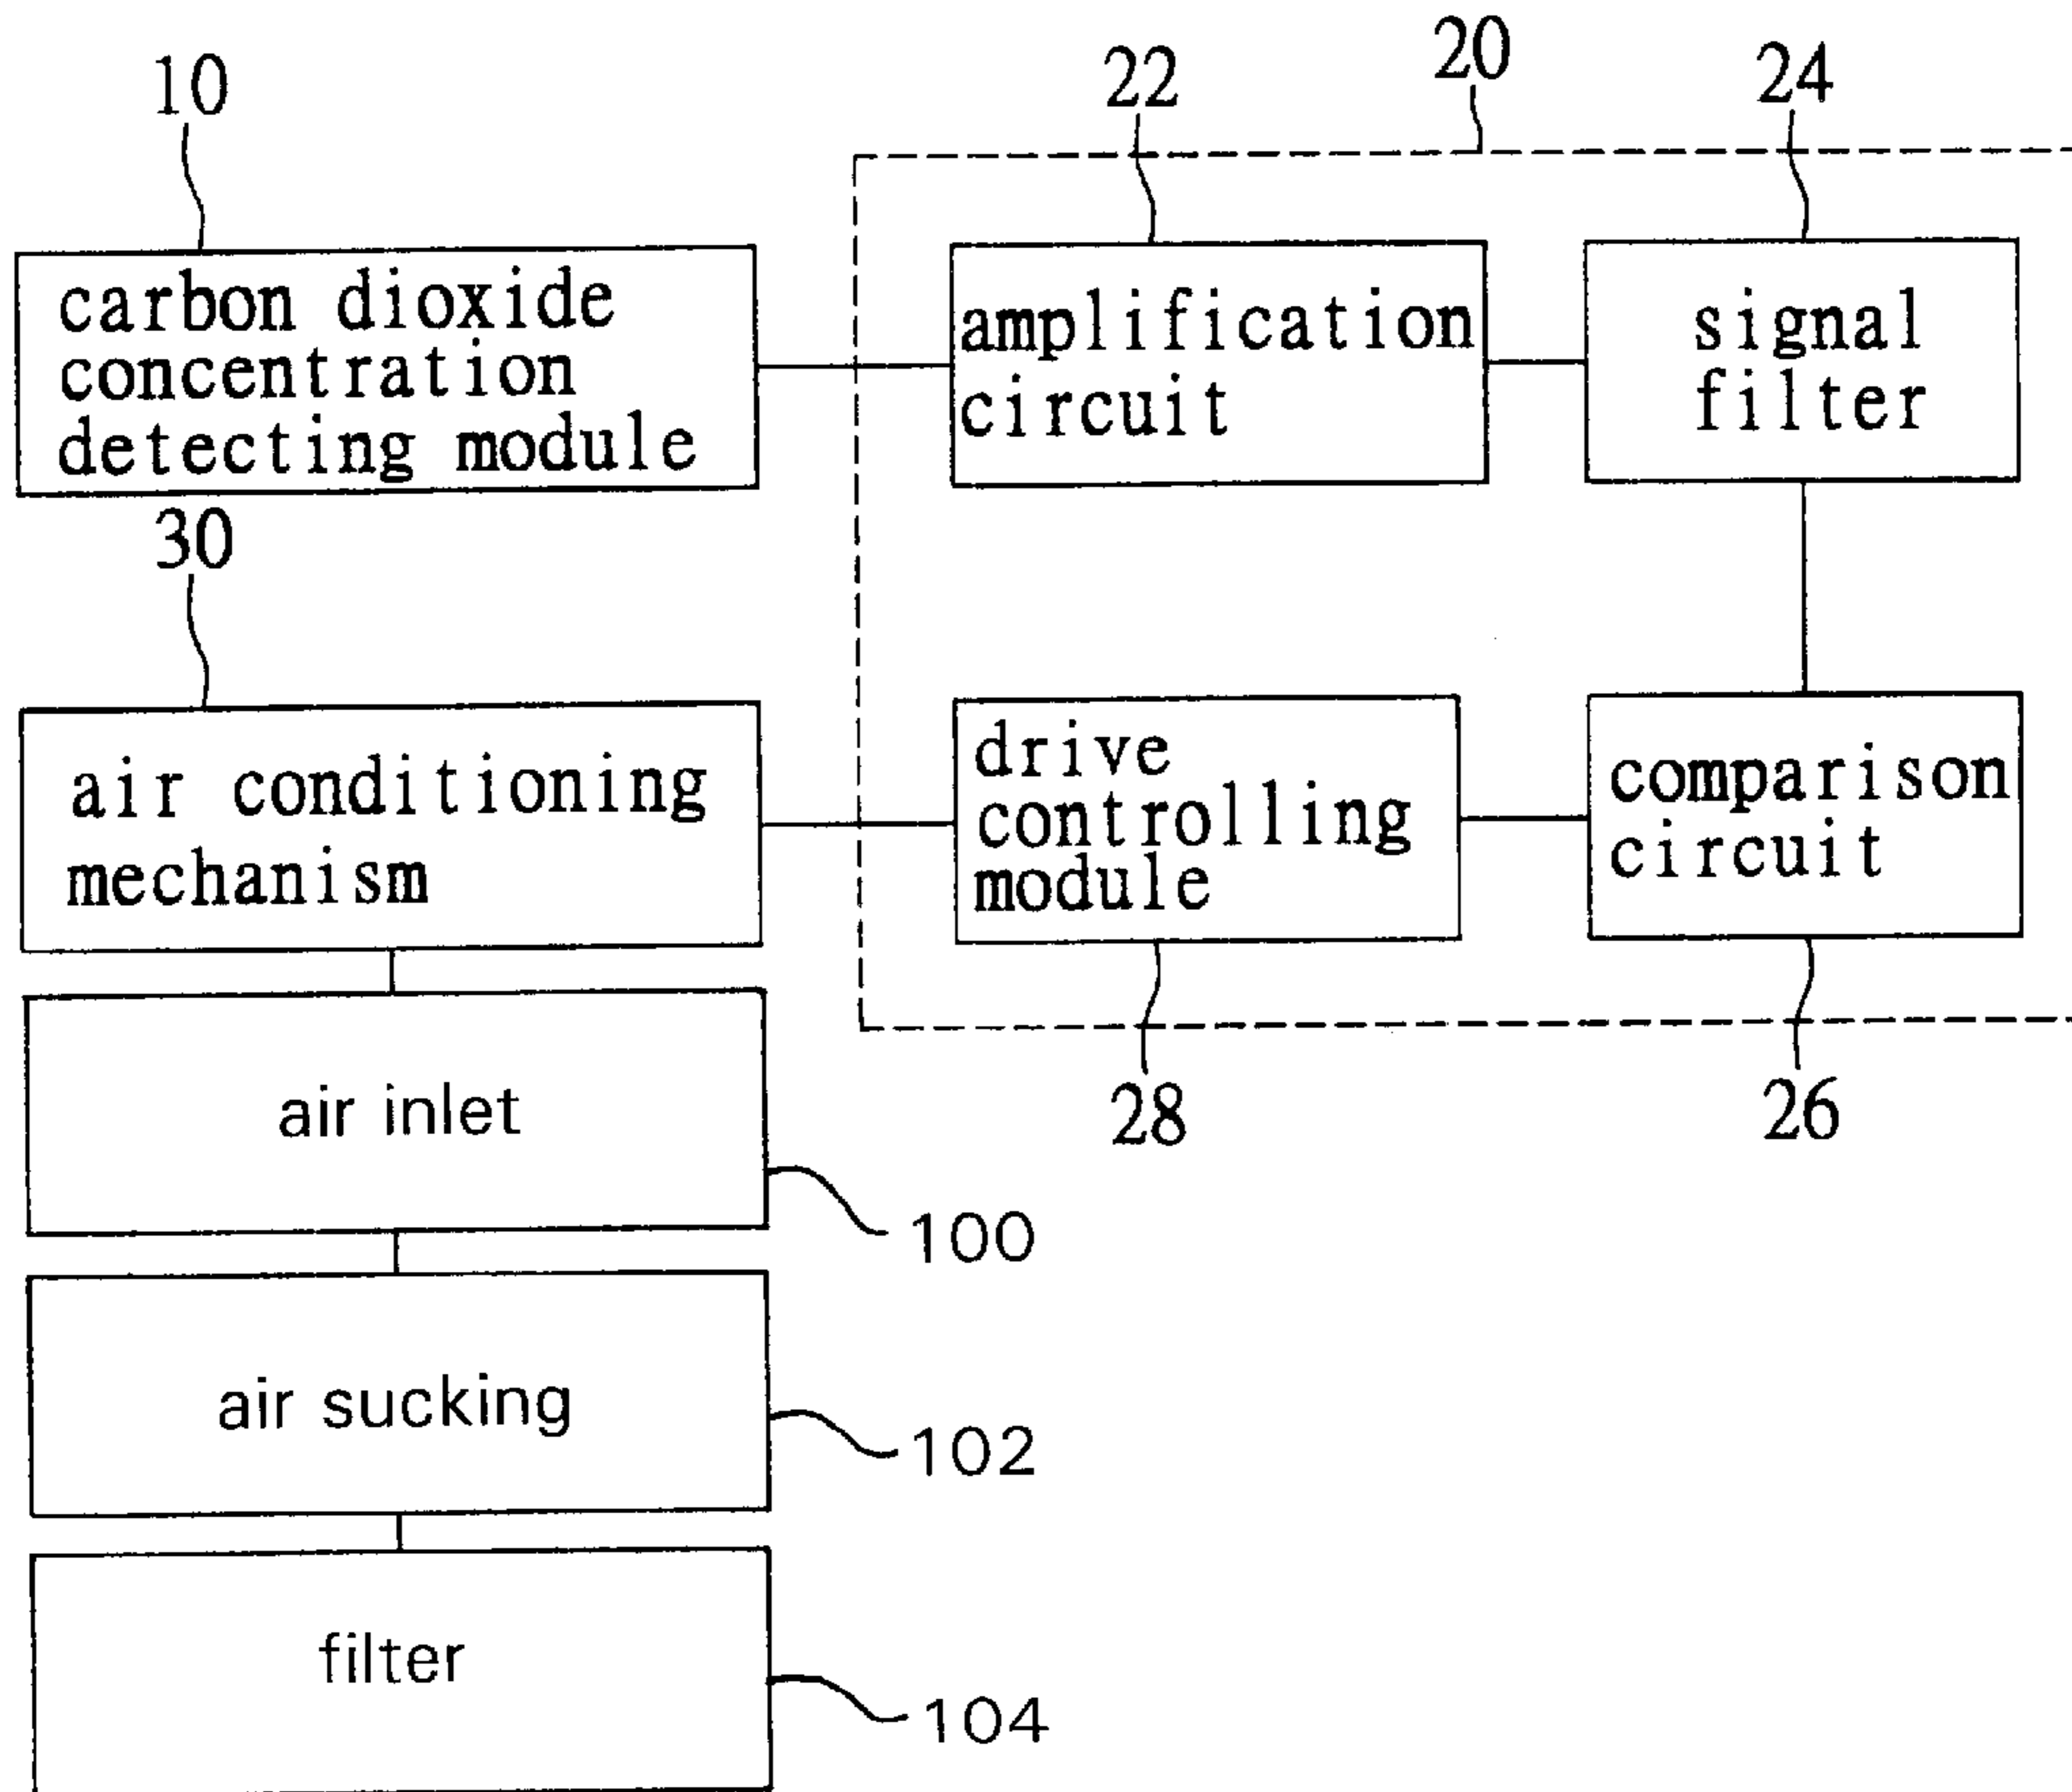 10
22
20
24
carbon dioxide
concentration
detecting module
amplification
circuit
signal
filter
30
air conditioning
mechanism
drive
controlling
module
comparison
circuit
28
26
air inlet
100
air sucking
102
filter
104